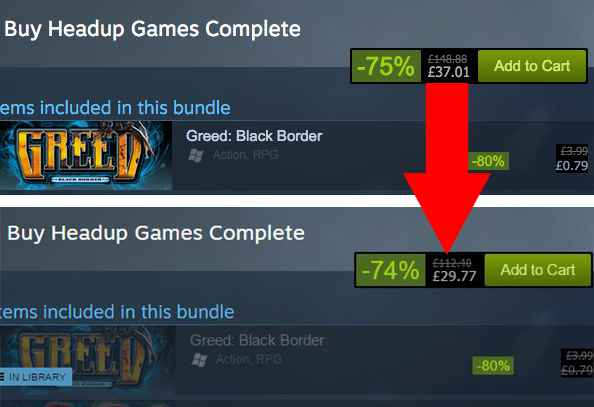 Buy Headup Games Complete
-75%
£148.88
£37.01
Add to Cart
tems included in this bundle
GREED
BLACK BORDER
Greed: Black Border
Action, RPG
-80%
£3.99
£0.79
Buy Headup Games Complete
-74%
£112.40
£29.77
Add to Cart
tems included in this bundle
GREED
Greed: Black Border
Action, RPG
IN LIBRARY
-80%
£3.99
£0.79